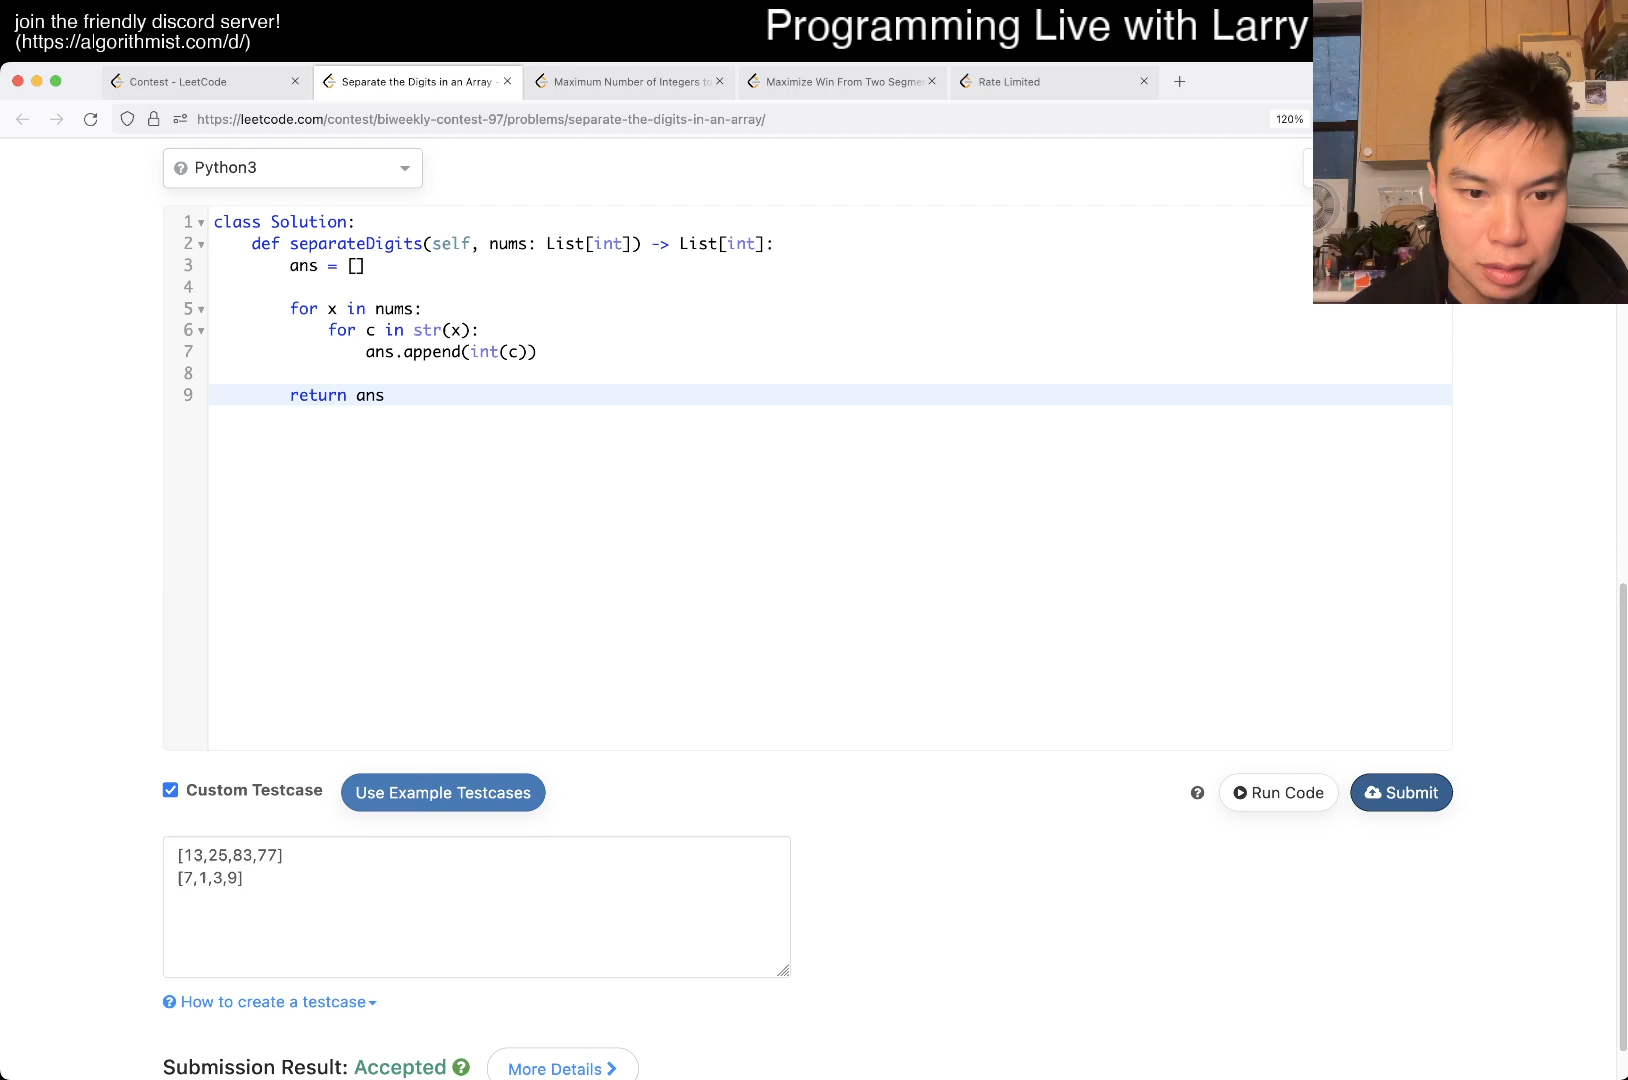 join the friendly discord server!
(https://algorithmist.com/d/)
Programming Live with Larry
Contest - LeetCode
Separate the Digits in an Array -
Maximum Number of Integers to
Maximize Win From Two Segme
Rate Limited
https://leetcode.com/contest/biweekly-contest-97/problems/separate-the-digits-in-an-array/
120%
Python3
1 class Solution:
2     def separateDigits(self, nums: List[int]) -> List[int]:
3         ans = []
4
5         for x in nums:
6             for c in str(x):
7                 ans.append(int(c))
8
9         return ans
Custom Testcase
Use Example Testcases
Run Code
Submit
[13,25,83,77]
[7,1,3,9]
How to create a testcase
Submission Result: Accepted
More Details